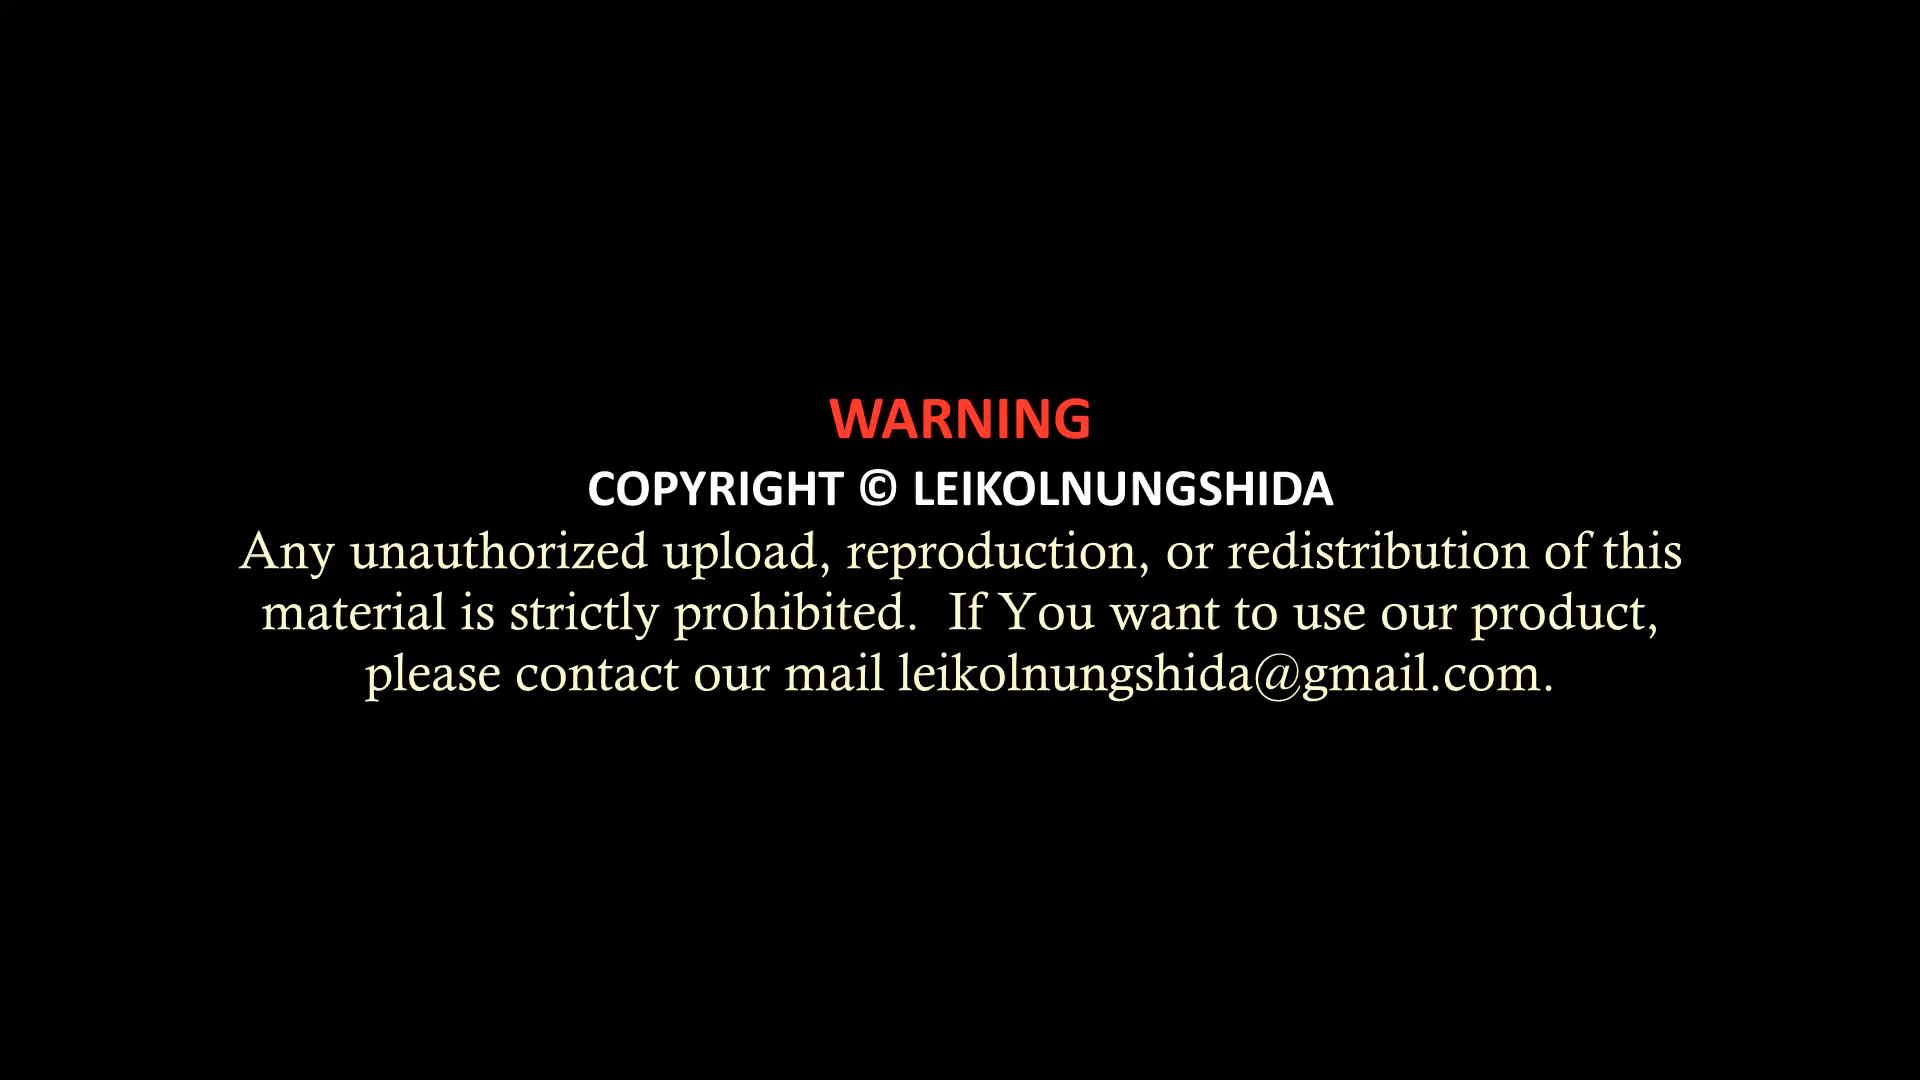 WARNING
COPYRIGHT © LEIKOLNUNGSHIDA
Any unauthorized upload, reproduction, or redistribution of this
material is strictly prohibited.  If You want to use our product,
please contact our mail leikolnungshida@gmail.com.